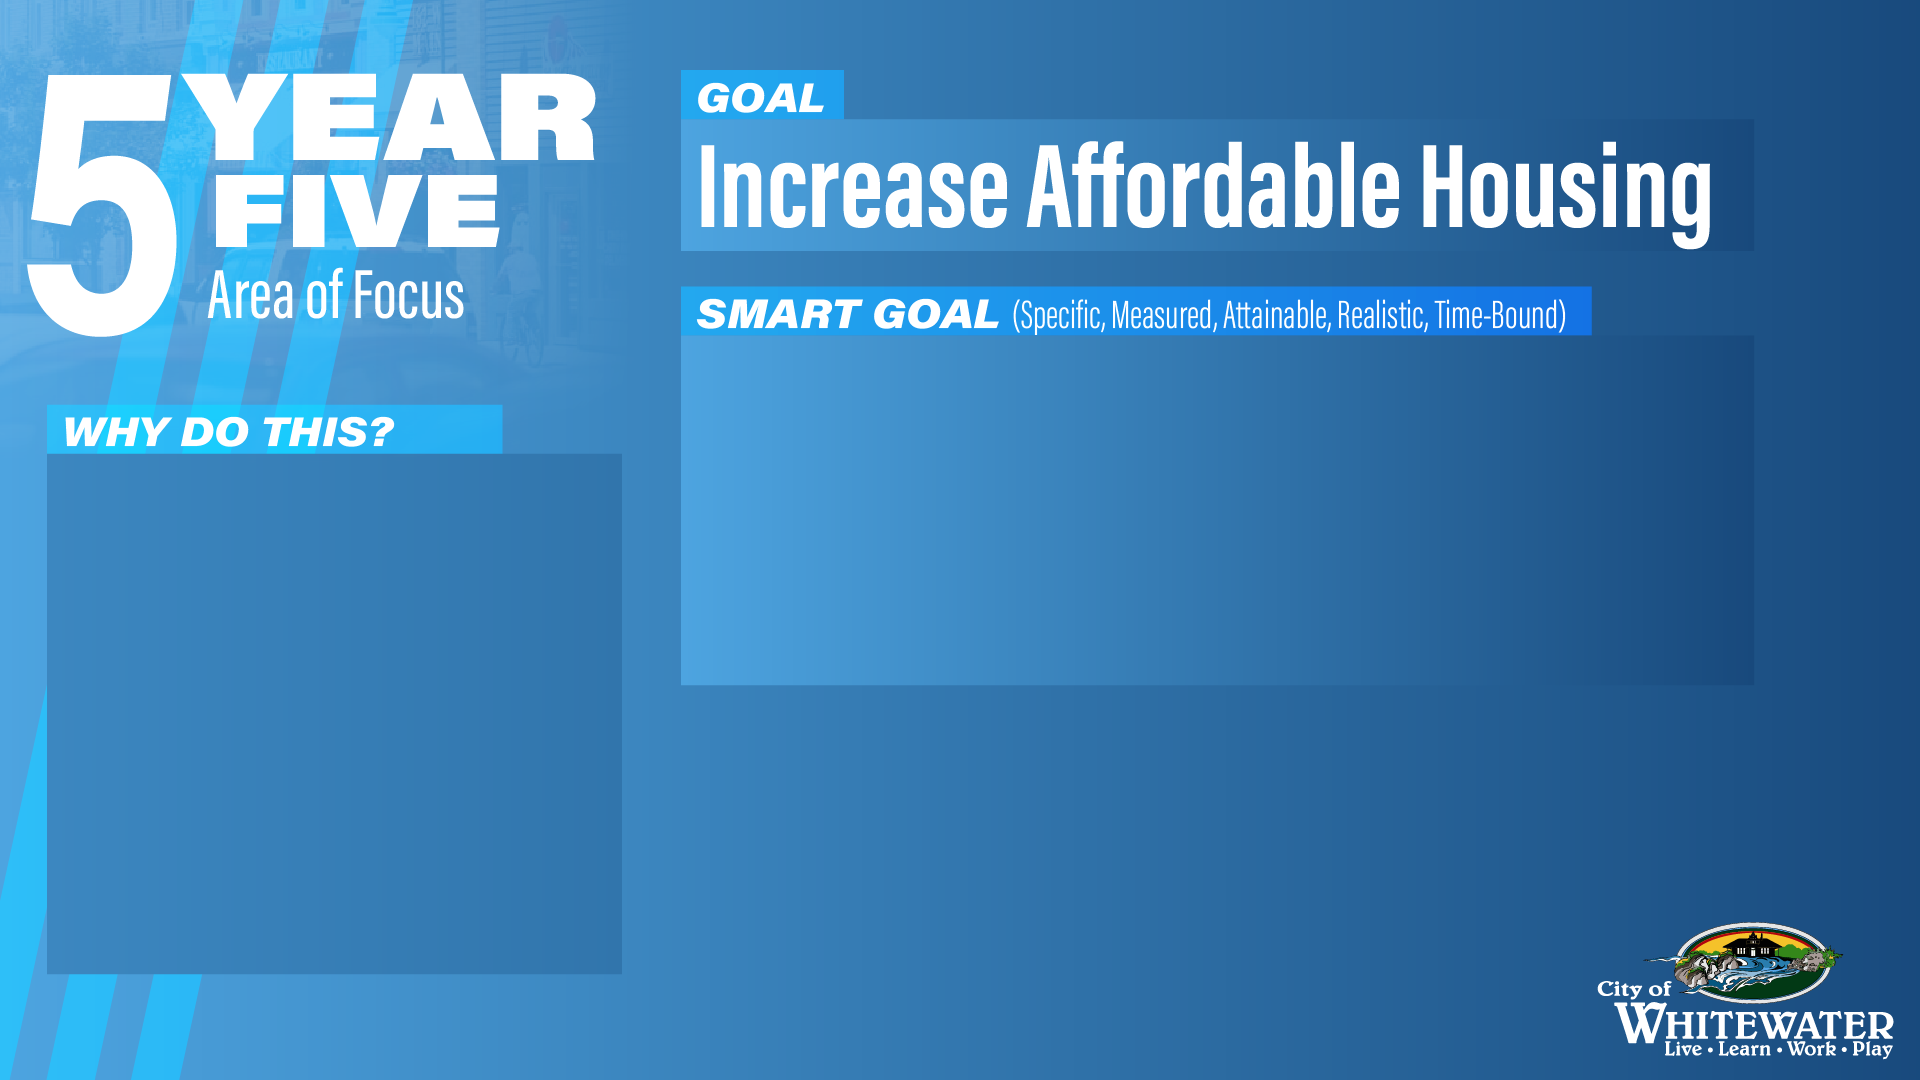 5 YEAR
FIVE
Area of Focus
WHY DO THIS?
GOAL
Increase Affordable Housing
SMART GOAL (Specific, Measured, Attainable, Realistic, Time-Bound)
RESTAURANT
City of
WHITEWATER
Live • Learn • Work • Play